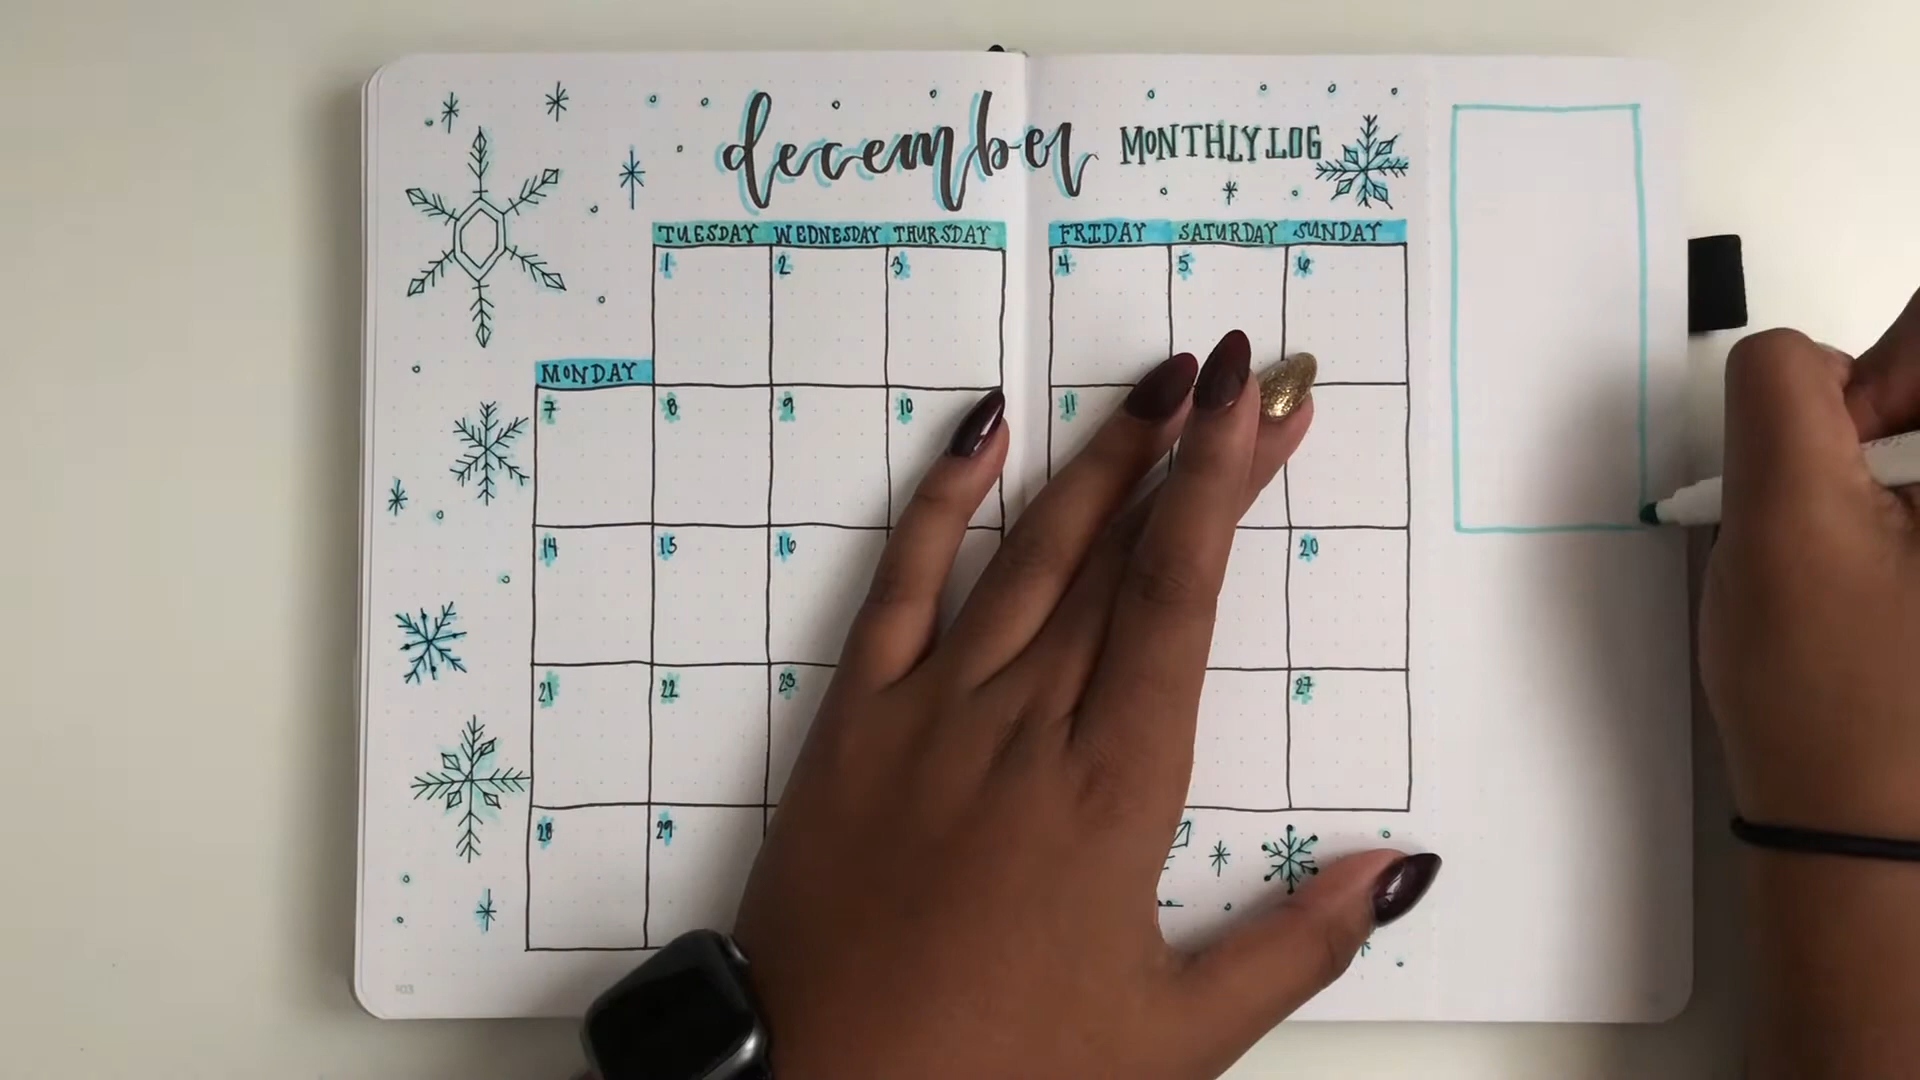 december MONTHLY LOG
TUESDAY WEDNESDAY THURSDAY FRIDAY SATURDAY SUNDAY
1 2 3 4 5 6
MONDAY
7 8 9 10 11
14 15 16 20
21 22 23 27
28 29
103